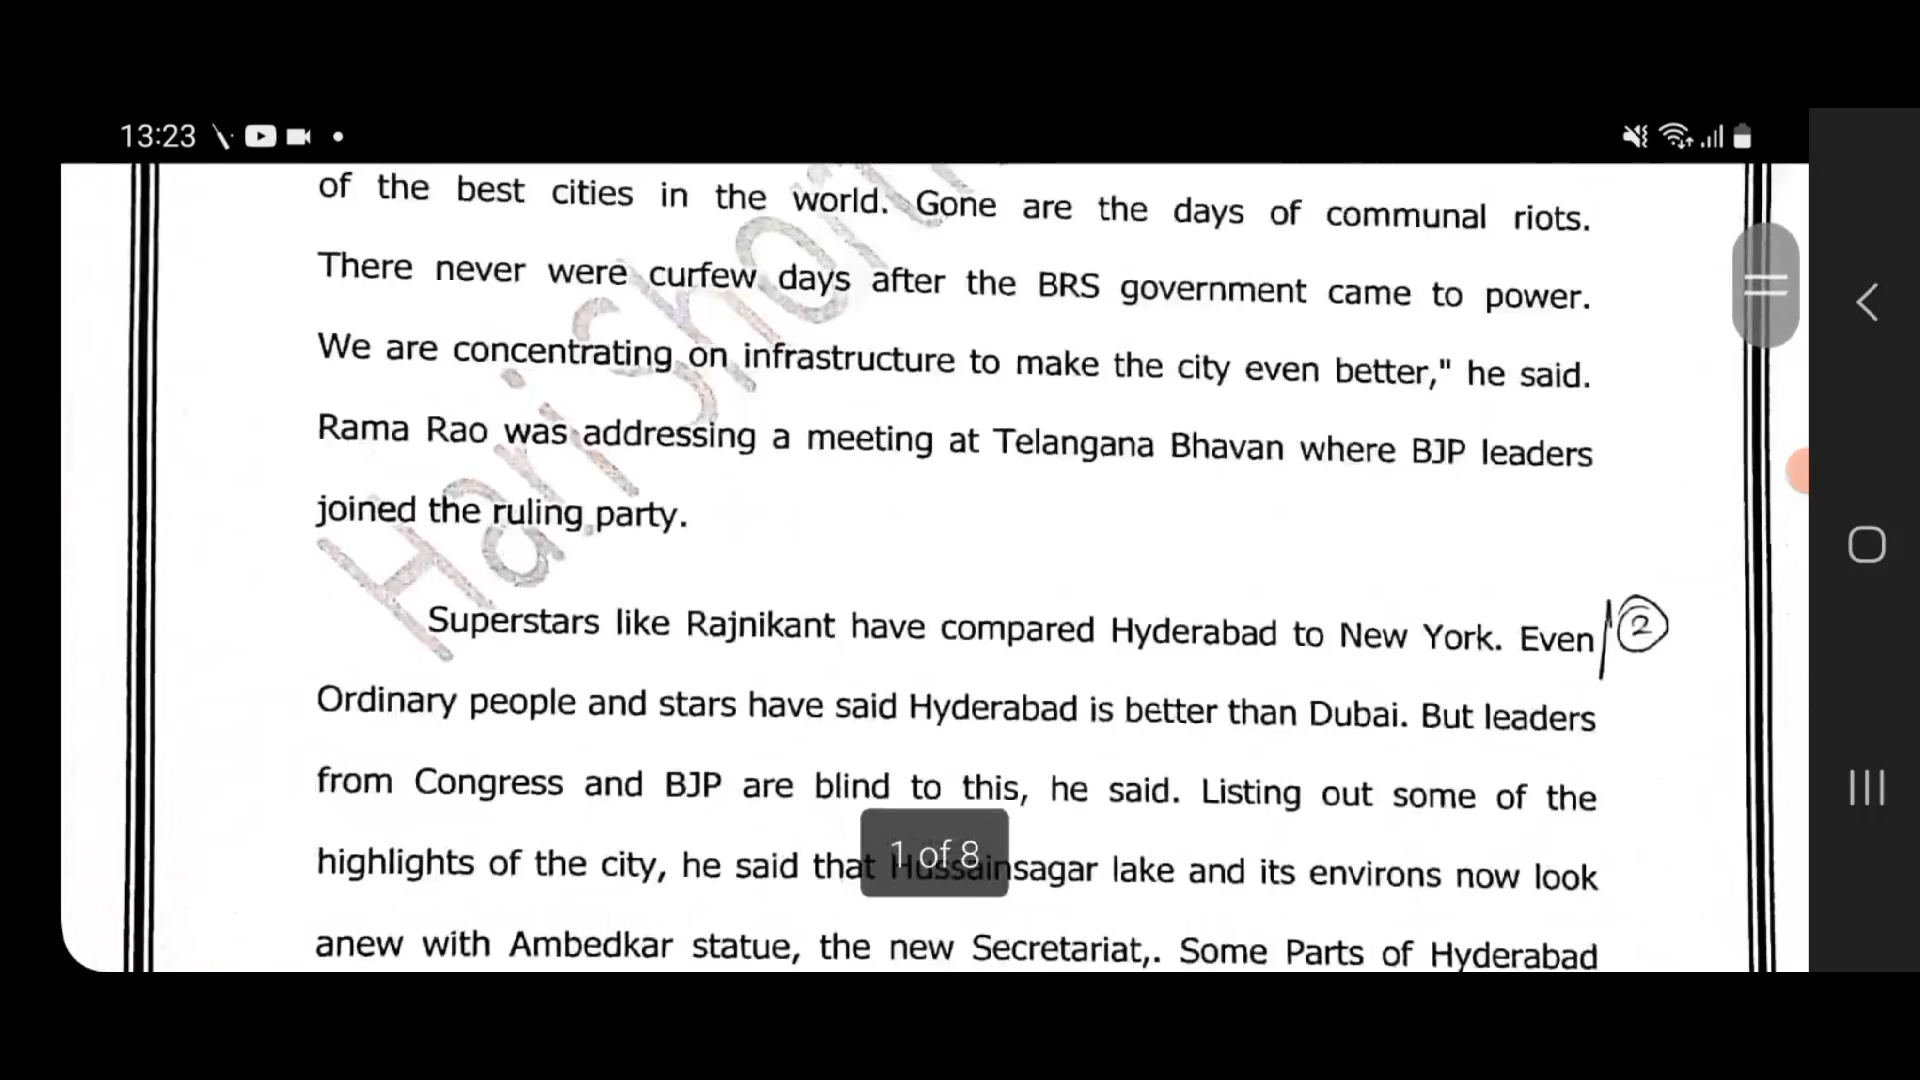 13:23
of the best cities in the world. Gone are the days of communal riots.
There never were curfew days after the BRS government came to power.
We are concentrating on infrastructure to make the city even better," he said.
Rama Rao was addressing a meeting at Telangana Bhavan where BJP leaders
joined the ruling party.
Superstars like Rajnikant have compared Hyderabad to New York. Even
2
Ordinary people and stars have said Hyderabad is better than Dubai. But leaders
from Congress and BJP are blind to this, he said. Listing out some of the
highlights of the city, he said that Hussainsagar lake and its environs now look
1 of 8
anew with Ambedkar statue, the new Secretariat,. Some Parts of Hyderabad